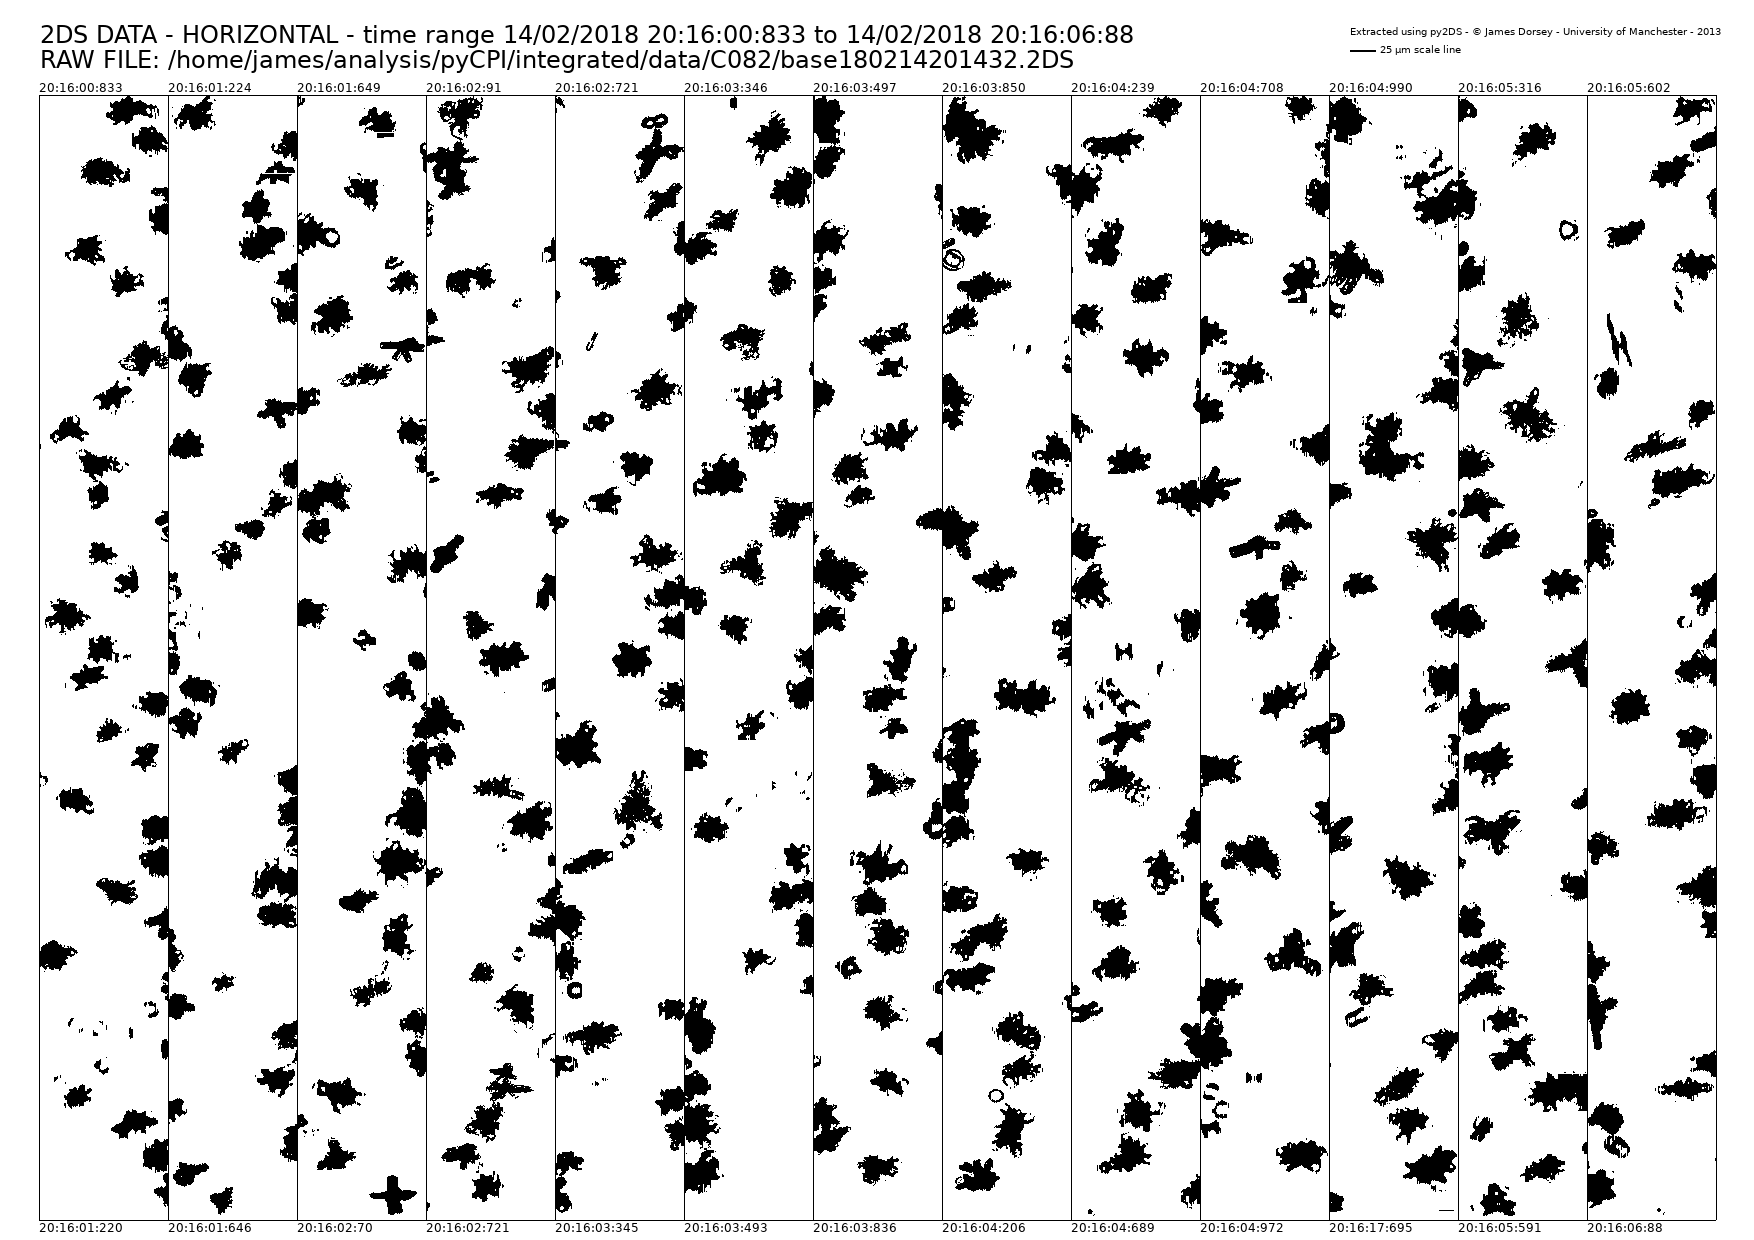 2DS DATA - HORIZONTAL - time range 14/02/2018 20:16:00:833 to 14/02/2018 20:16:06:88
RAW FILE: /home/james/analysis/pyCPI/integrated/data/C082/base180214201432.2DS
Extracted using py2DS - © James Dorsey - University of Manchester - 2013
25 µm scale line
20:16:00:833 20:16:01:224 20:16:01:649 20:16:02:91 20:16:02:721 20:16:03:346 20:16:03:497 20:16:03:850 20:16:04:239 20:16:04:708 20:16:04:990 20:16:05:316 20:16:05:602
20:16:01:220 20:16:01:646 20:16:02:70 20:16:02:721 20:16:03:345 20:16:03:493 20:16:03:836 20:16:04:206 20:16:04:689 20:16:04:972 20:16:17:695 20:16:05:591 20:16:06:88